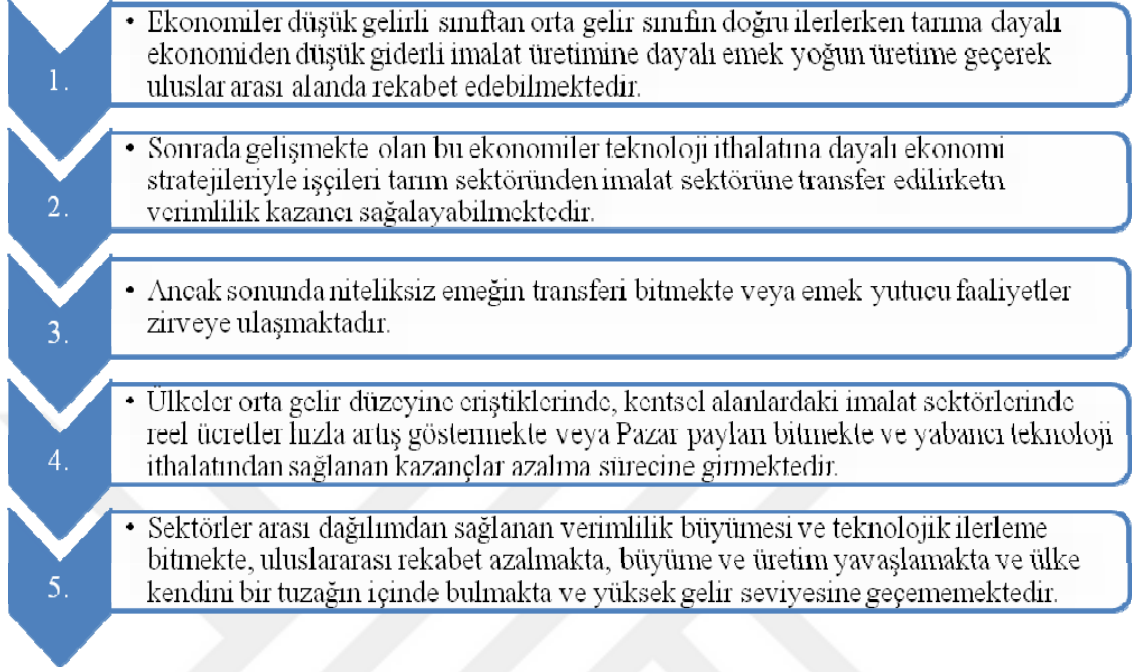 1.
• Ekonomiler düşük gelirli sınıftan orta gelir sınıfın doğru ilerlerken tarıma dayalı
ekonomiden düşük giderli imalat üretimine dayalı emek yoğun üretime geçerek
uluslar arası alanda rekabet edebilmektedir.
2.
• Sonrada gelişmekte olan bu ekonomiler teknoloji ithalatına dayalı ekonomi
stratejileriyle işçileri tarım sektöründen imalat sektörüne transfer edilirketn
verimlilik kazancı sağalayabilmektedir.
3.
• Ancak sonunda niteliksiz emeğin transferi bitmekte veya emek yutucu faaliyetler
zirveye ulaşmaktadır.
4.
• Ülkeler orta gelir düzeyine eriştiklerinde, kentsel alanlardaki imalat sektörlerinde
reel ücretler hızla artış göstermekte veya Pazar payları bitmekte ve yabancı teknoloji
ithalatından sağlanan kazançlar azalma sürecine girmektedir.
5.
• Sektörler arası dağılımdan sağlanan verimlilik büyümesi ve teknolojik ilerleme
bitmekte, uluslararası rekabet azalmakta, büyüme ve üretim yavaşlamakta ve ülke
kendini bir tuzağın içinde bulmakta ve yüksek gelir seviyesine geçememektedir.